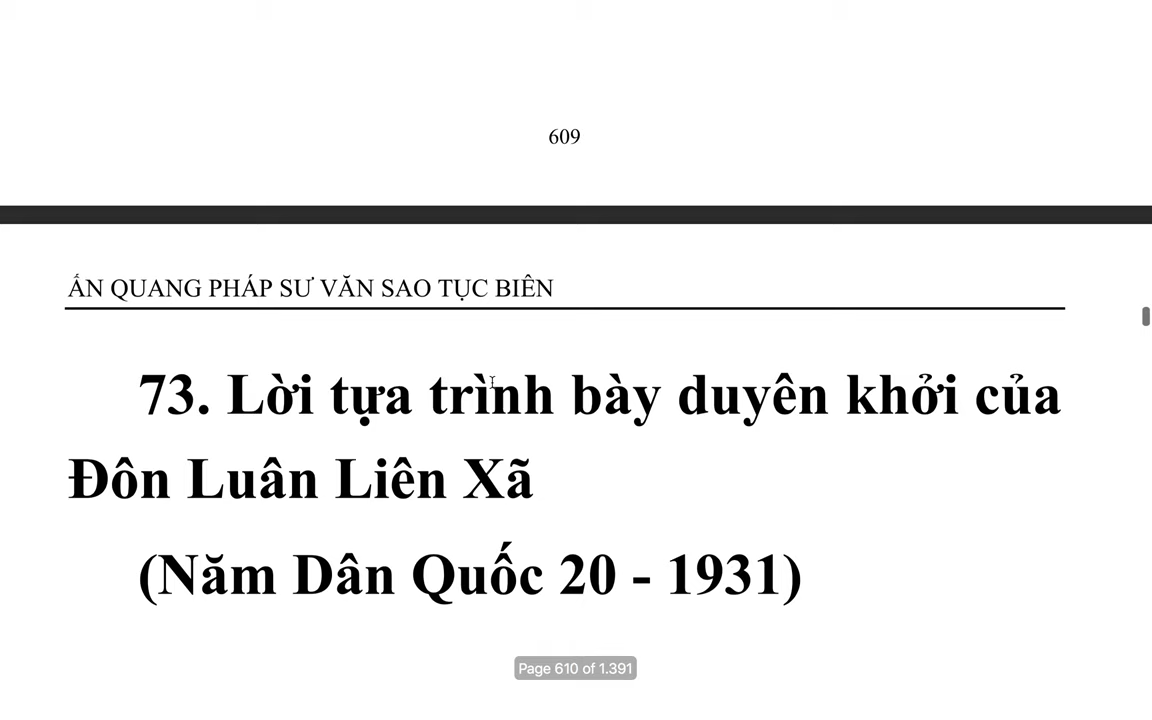 609
ẤN QUANG PHÁP SƯ VĂN SAO TỤC BIÊN
73. Lời tựa trình bày duyên khởi của
Đôn Luân Liên Xã
(Năm Dân Quốc 20 - 1931)
Page 610 of 1.391